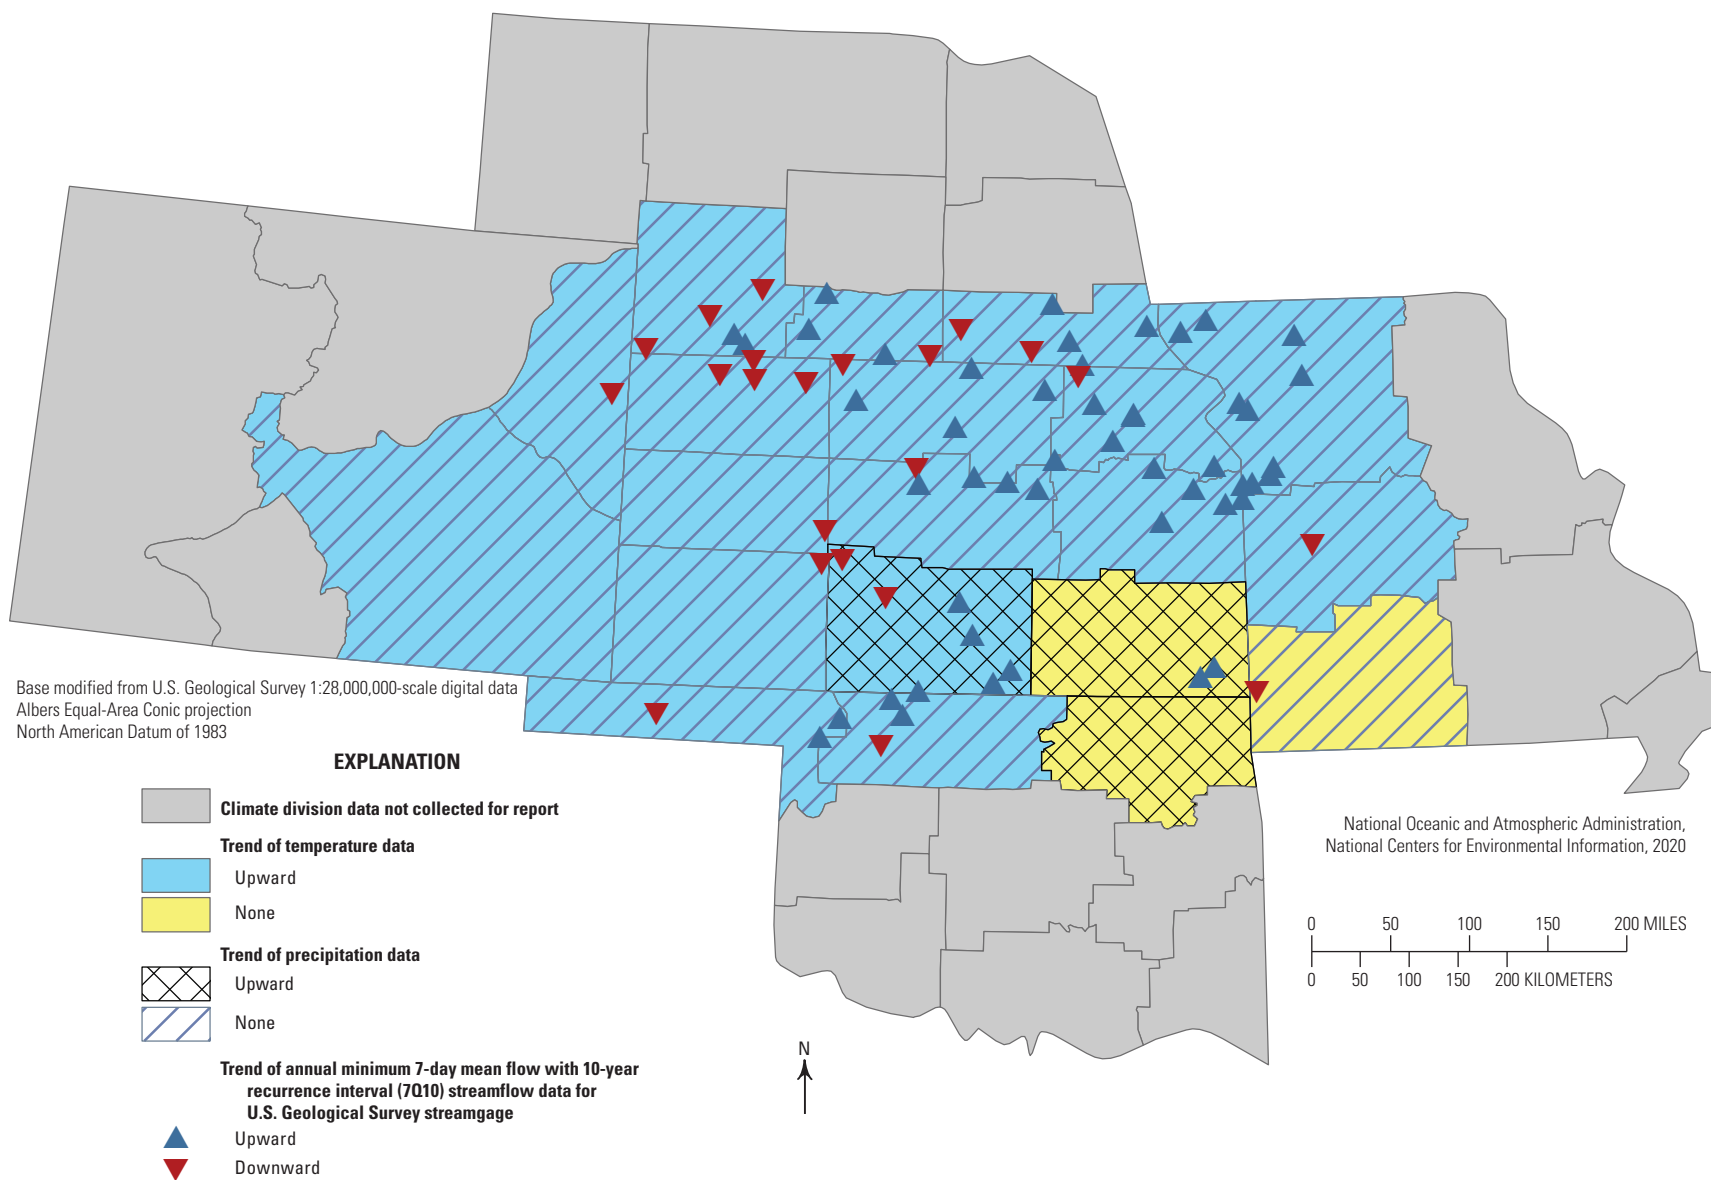 Base modified from U.S. Geological Survey 1:28,000,000-scale digital data
Albers Equal-Area Conic projection
North American Datum of 1983
EXPLANATION
Climate division data not collected for report
Trend of temperature data
Upward
None
Trend of precipitation data
Upward
None
Trend of annual minimum 7-day mean flow with 10-year
recurrence interval (7Q10) streamflow data for
U.S. Geological Survey streamgage
Upward
Downward
N
National Oceanic and Atmospheric Administration,
National Centers for Environmental Information, 2020
0 50 100 150 200 MILES
0 50 100 150 200 KILOMETERS